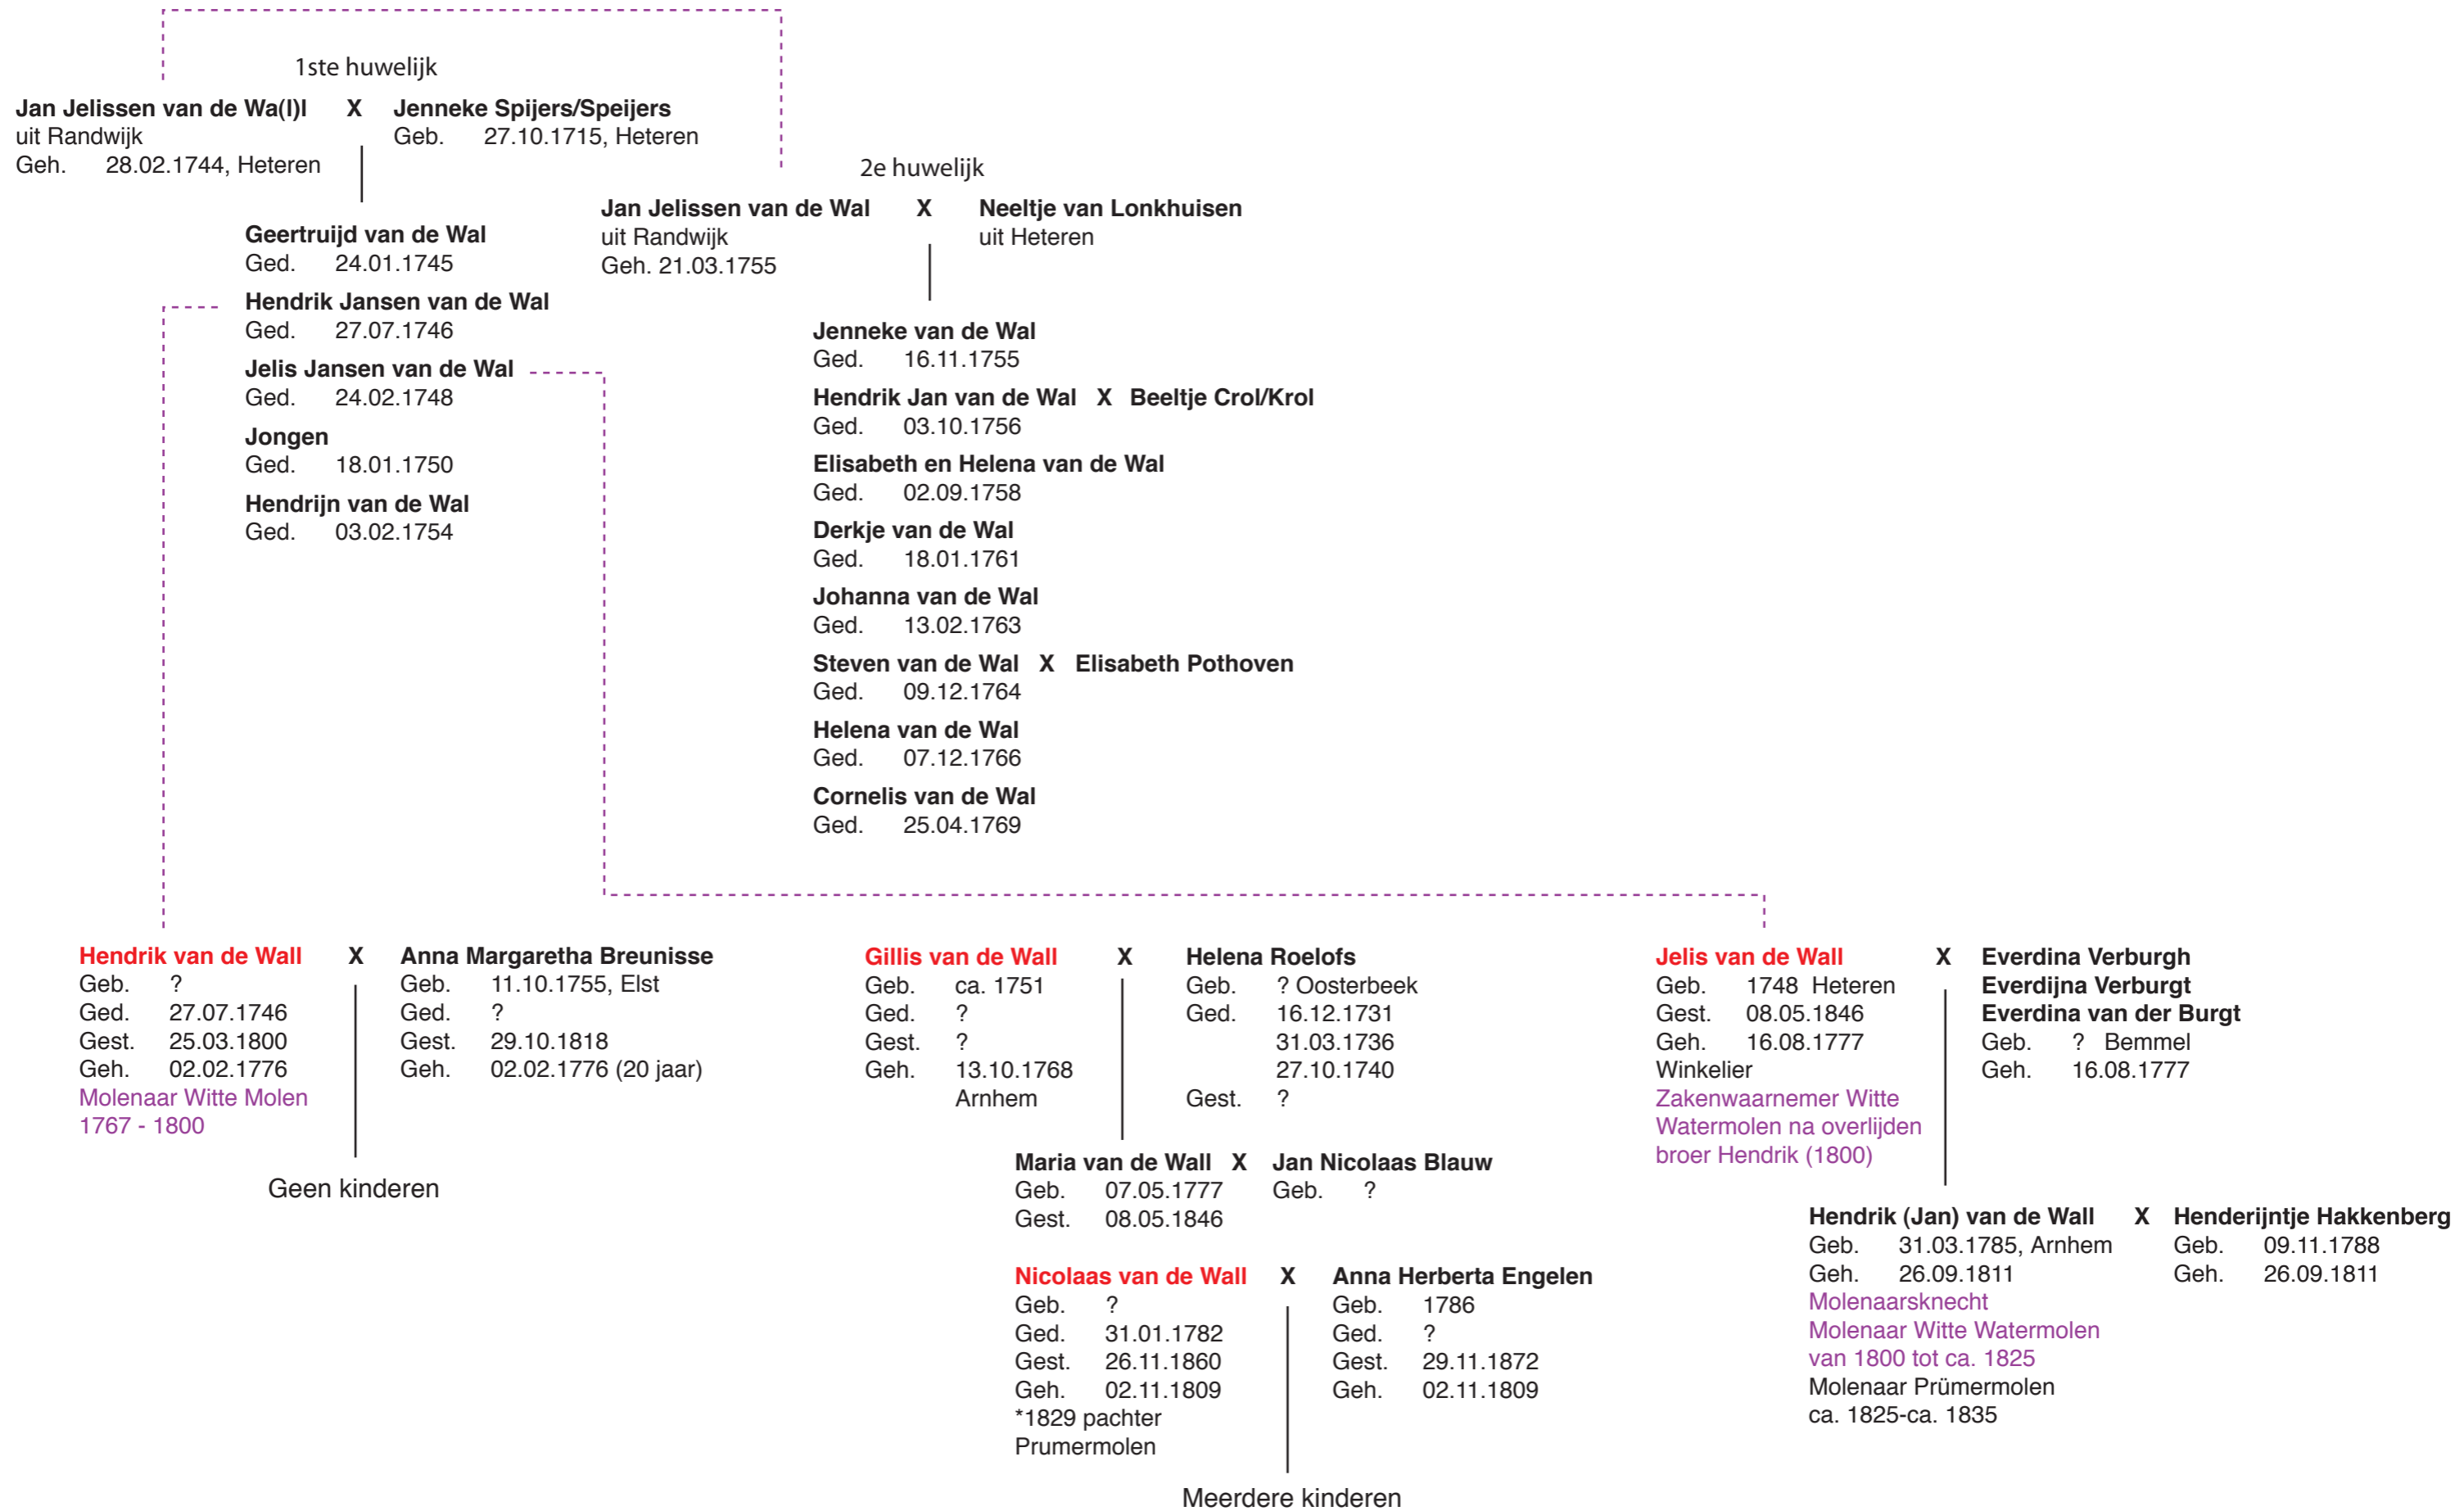 1ste huwelijk
Jan Jelissen van de Wa(l)l X Jenneke Spijers/Speijers
uit Randwijk
Geh. 28.02.1744, Heteren
Geb. 27.10.1715, Heteren
Geertruijd van de Wal
Ged. 24.01.1745
Hendrik Jansen van de Wal
Ged. 27.07.1746
Jelis Jansen van de Wal
Ged. 24.02.1748
Jongen
Ged. 18.01.1750
Hendrijn van de Wal
Ged. 03.02.1754
2e huwelijk
Jan Jelissen van de Wal X Neeltje van Lonkhuisen
uit Randwijk
Geh. 21.03.1755
uit Heteren
Jenneke van de Wal
Ged. 16.11.1755
Hendrik Jan van de Wal X Beeltje Crol/Krol
Ged. 03.10.1756
Elisabeth en Helena van de Wal
Ged. 02.09.1758
Derkje van de Wal
Ged. 18.01.1761
Johanna van de Wal
Ged. 13.02.1763
Steven van de Wal X Elisabeth Pothoven
Ged. 09.12.1764
Helena van de Wal
Ged. 07.12.1766
Cornelis van de Wal
Ged. 25.04.1769
Hendrik van de Wall X Anna Margaretha Breunisse
Geb. ?
Ged. 27.07.1746
Gest. 25.03.1800
Geh. 02.02.1776
Molenaar Witte Molen
1767 - 1800
Geb. 11.10.1755, Elst
Ged. ?
Gest. 29.10.1818
Geh. 02.02.1776 (20 jaar)
Geen kinderen
Gillis van de Wall X Helena Roelofs
Geb. ca. 1751
Ged. ?
Gest. ?
Geh. 13.10.1768
Arnhem
Geb. ? Oosterbeek
Ged. 16.12.1731
31.03.1736
27.10.1740
Gest. ?
Maria van de Wall X Jan Nicolaas Blauw
Geb. 07.05.1777
Gest. 08.05.1846
Geb. ?
Nicolaas van de Wall X Anna Herberta Engelen
Geb. ?
Ged. 31.01.1782
Gest. 26.11.1860
Geh. 02.11.1809
*1829 pachter
Prumermolen
Geb. 1786
Ged. ?
Gest. 29.11.1872
Geh. 02.11.1809
Meerdere kinderen
Jelis van de Wall X Everdina Verburgh
Everdijna Verburgt
Everdina van der Burgt
Geb. 1748 Heteren
Gest. 08.05.1846
Geh. 16.08.1777
Winkelier
Zakenwaarnemer Witte
Watermolen na overlijden
broer Hendrik (1800)
Geb. ? Bemmel
Geh. 16.08.1777
Hendrik (Jan) van de Wall X Henderijntje Hakkenberg
Geb. 31.03.1785, Arnhem
Geh. 26.09.1811
Molenaarsknecht
Molenaar Witte Watermolen
van 1800 tot ca. 1825
Molenaar Prümermolen
ca. 1825-ca. 1835
Geb. 09.11.1788
Geh. 26.09.1811